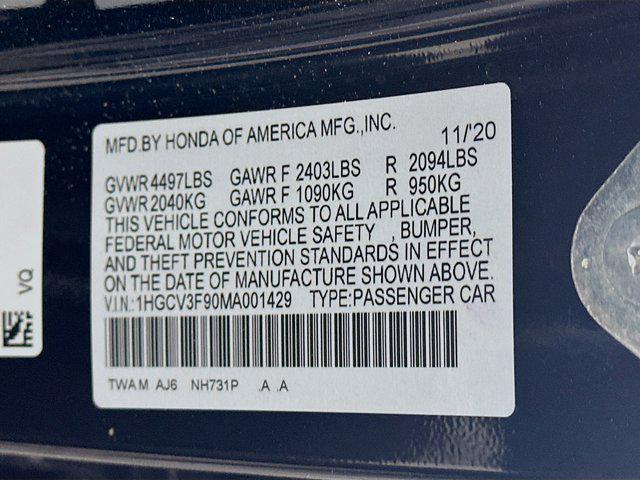 MFD.BY HONDA OF AMERICA MFG.,INC. 11/'20
GVWR 4497LBS GAWR F 2403LBS R 2094LBS
GVWR 2040KG GAWR F 1090KG R 950KG
THIS VEHICLE CONFORMS TO ALL APPLICABLE
FEDERAL MOTOR VEHICLE SAFETY , BUMPER,
AND THEFT PREVENTION STANDARDS IN EFFECT
ON THE DATE OF MANUFACTURE SHOWN ABOVE.
V.I.N.: 1HGCV3F90MA001429 TYPE:PASSENGER CAR
TWA M AJ6 NH731P .A .A
VQ